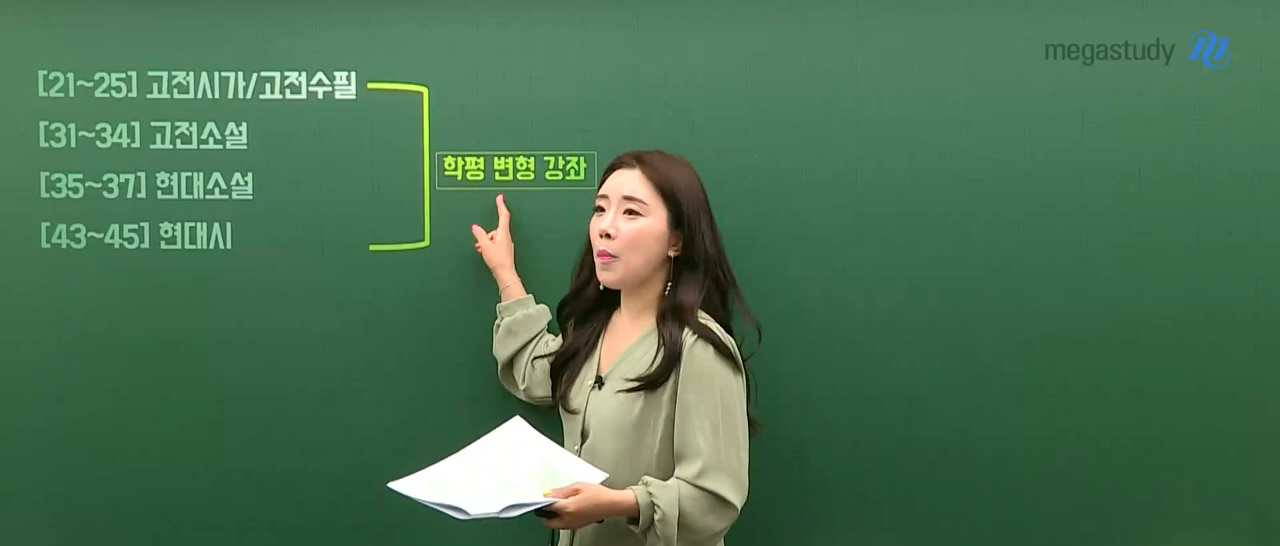 megastudy
[21~25] 고전시가/고전수필
[31~34] 고전소설
학평 변형 강좌
[35~37] 현대소설
[43~45] 현대시